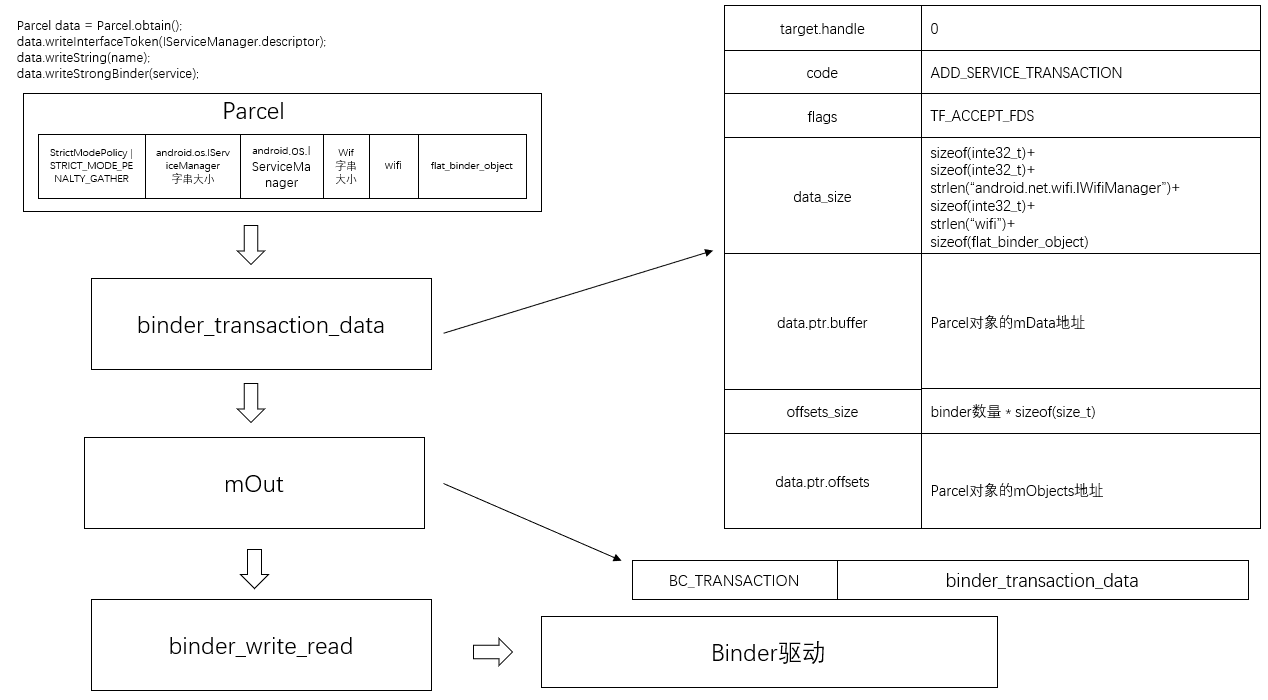 Parcel data = Parcel.obtain();
data.writeInterfaceToken(IServiceManager.descriptor);
data.writeString(name);
data.writeStrongBinder(service);
Parcel
StrictModePolicy |
STRICT_MODE_PE
NALTY_GATHER
android.os.IServ
iceManager
字串大小
android.os.I
ServiceMa
nager
Wif
字串
大小
wifi
flat_binder_object
binder_transaction_data
mOut
binder_write_read
Binder驱动
target.handle
0
code
ADD_SERVICE_TRANSACTION
flags
TF_ACCEPT_FDS
data_size
sizeof(inte32_t)+
sizeof(inte32_t)+
strlen(“android.net.wifi.IWifiManager”)+
sizeof(inte32_t)+
strlen(“wifi”)+
sizeof(flat_binder_object)
data.ptr.buffer
Parcel对象的mData地址
offsets_size
binder数量 * sizeof(size_t)
data.ptr.offsets
Parcel对象的mObjects地址
BC_TRANSACTION
binder_transaction_data